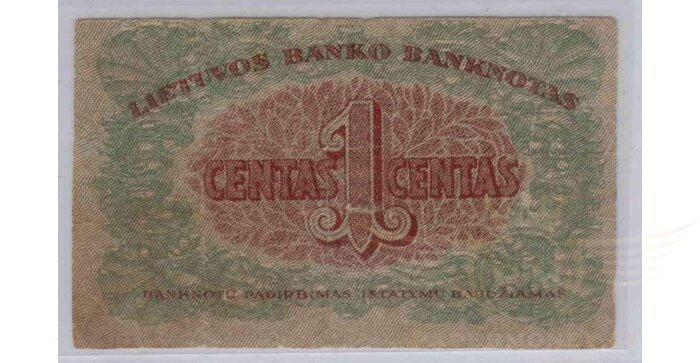 LIETUVOS BANKO BANKNOTAS
CENTAS 1 CENTAS
BANKNOTŲ PADIRBIMAS ĮSTATYMŲ BAUDŽIAMAS